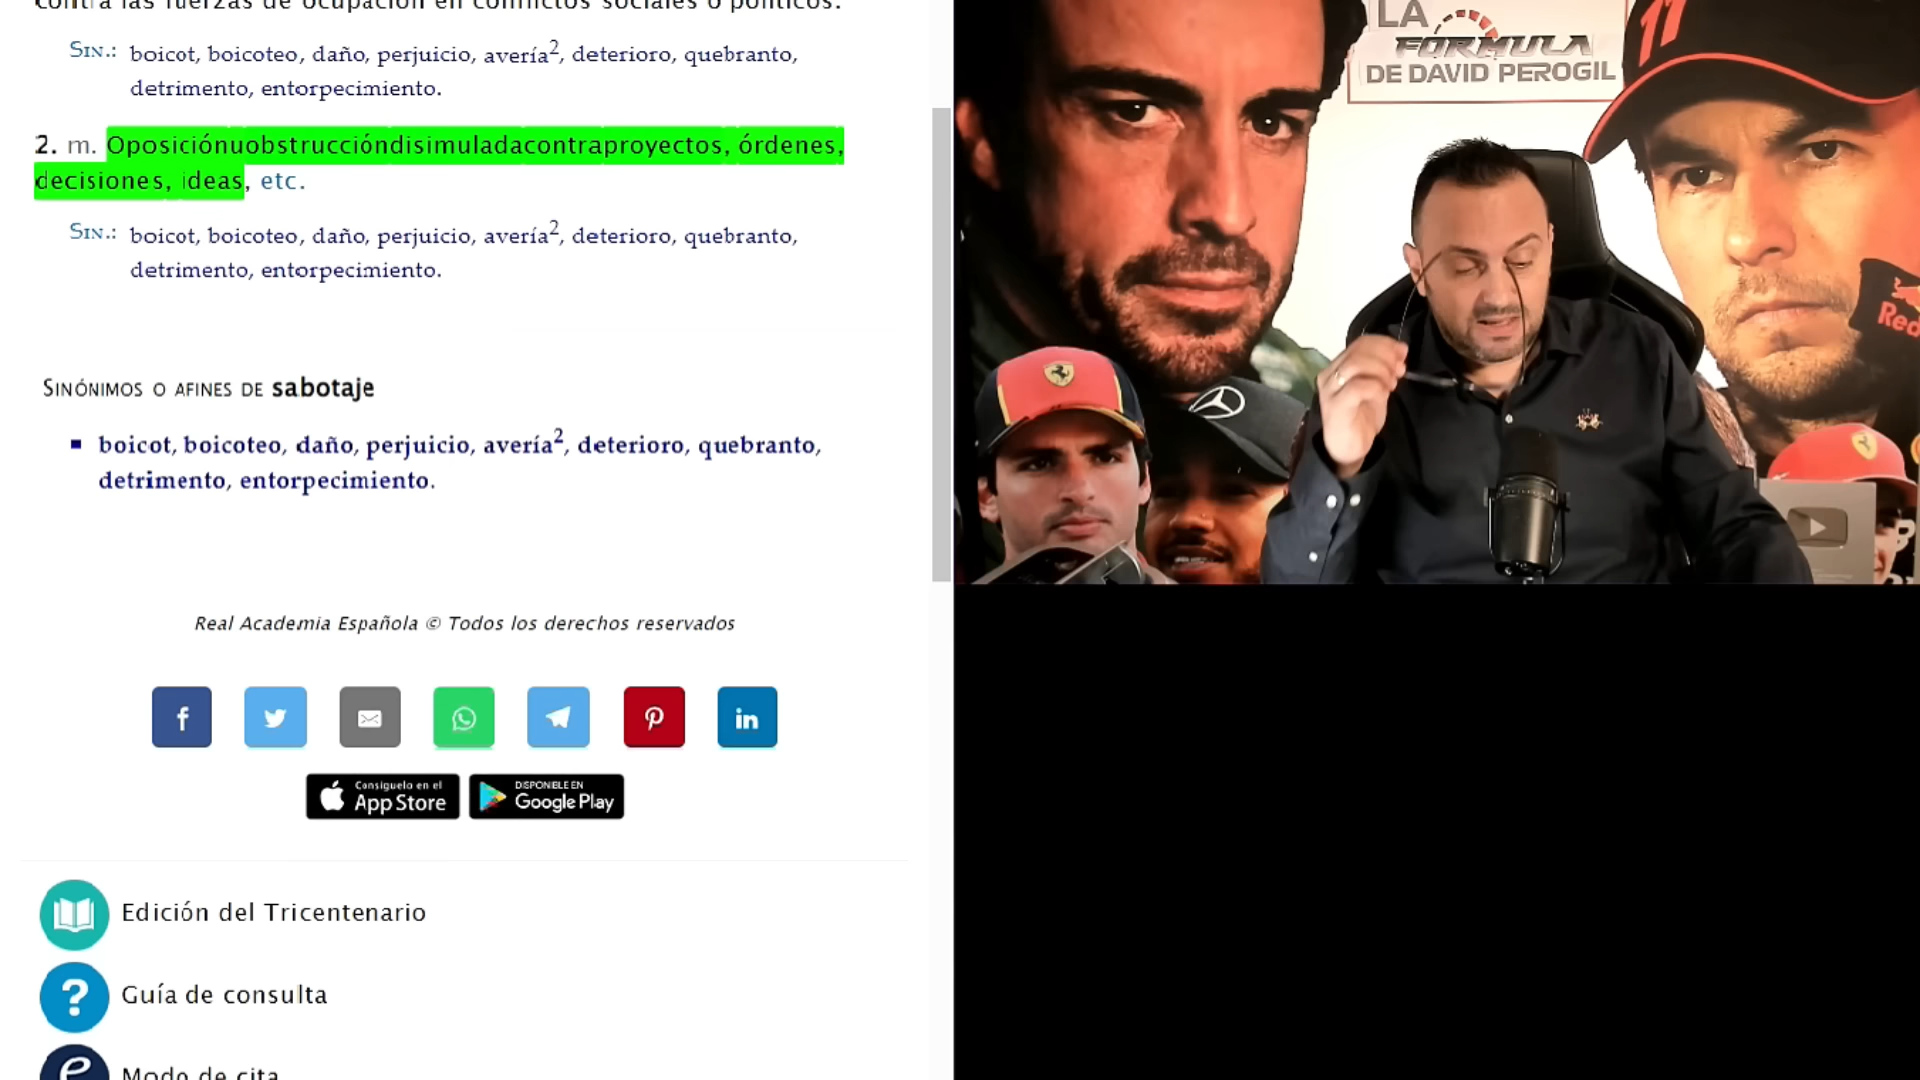 contra las fuerzas de ocupación en conflictos sociales o políticos.
SIN.: boicot, boicoteo, daño, perjuicio, avería2, deterioro, quebranto,
detrimento, entorpecimiento.
2. m. Oposiciónuobstruccióndisimuladacontraproyectos, órdenes,
decisiones, ideas, etc.
SIN.: boicot, boicoteo, daño, perjuicio, avería2, deterioro, quebranto,
detrimento, entorpecimiento.
SINÓNIMOS O AFINES DE sabotaje
boicot, boicoteo, daño, perjuicio, avería2, deterioro, quebranto,
detrimento, entorpecimiento.
Real Academia Española © Todos los derechos reservados
Consíguelo en el
App Store
DISPONIBLE EN
Google Play
Edición del Tricentenario
Guía de consulta
Modo de cita
LA
FORMULA
DE DAVID PEROGIL
11
Red